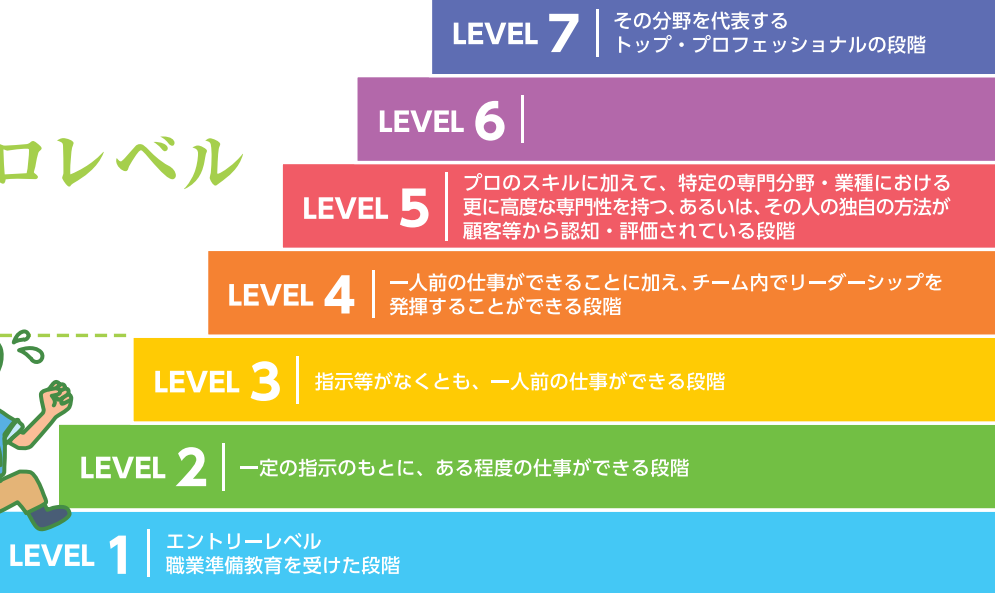 LEVEL 7
その分野を代表する
トップ・プロフェッショナルの段階
LEVEL 6
ロレベル
LEVEL 5
プロのスキルに加えて、特定の専門分野・業種における
更に高度な専門性を持つ、あるいは、その人の独自の方法が
顧客等から認知・評価されている段階
LEVEL 4
一人前の仕事ができることに加え、チーム内でリーダーシップを
発揮することができる段階
LEVEL 3
指示等がなくとも、一人前の仕事ができる段階
LEVEL 2
一定の指示のもとに、ある程度の仕事ができる段階
LEVEL 1
エントリーレベル
職業準備教育を受けた段階